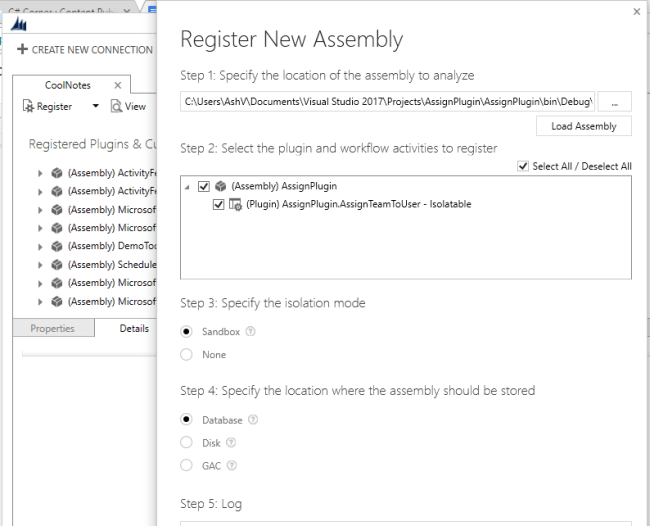 C# Corner : Content Pub
CREATE NEW CONNECTION
CoolNotes
Register
View
Registered Plugins & Cu
(Assembly) ActivityFe
(Assembly) ActivityFe
(Assembly) Microsof
(Assembly) Microsof
(Assembly) DemoToo
(Assembly) Schedule
(Assembly) Microsof
(Assembly) Microsof
Properties
Details
Register New Assembly
Step 1: Specify the location of the assembly to analyze
C:\Users\AshV\Documents\Visual Studio 2017\Projects\AssignPlugin\AssignPlugin\bin\Debug\
...
Load Assembly
Step 2: Select the plugin and workflow activities to register
Select All / Deselect All
(Assembly) AssignPlugin
(Plugin) AssignPlugin.AssignTeamToUser - Isolatable
Step 3: Specify the isolation mode
Sandbox
None
Step 4: Specify the location where the assembly should be stored
Database
Disk
GAC
Step 5: Log